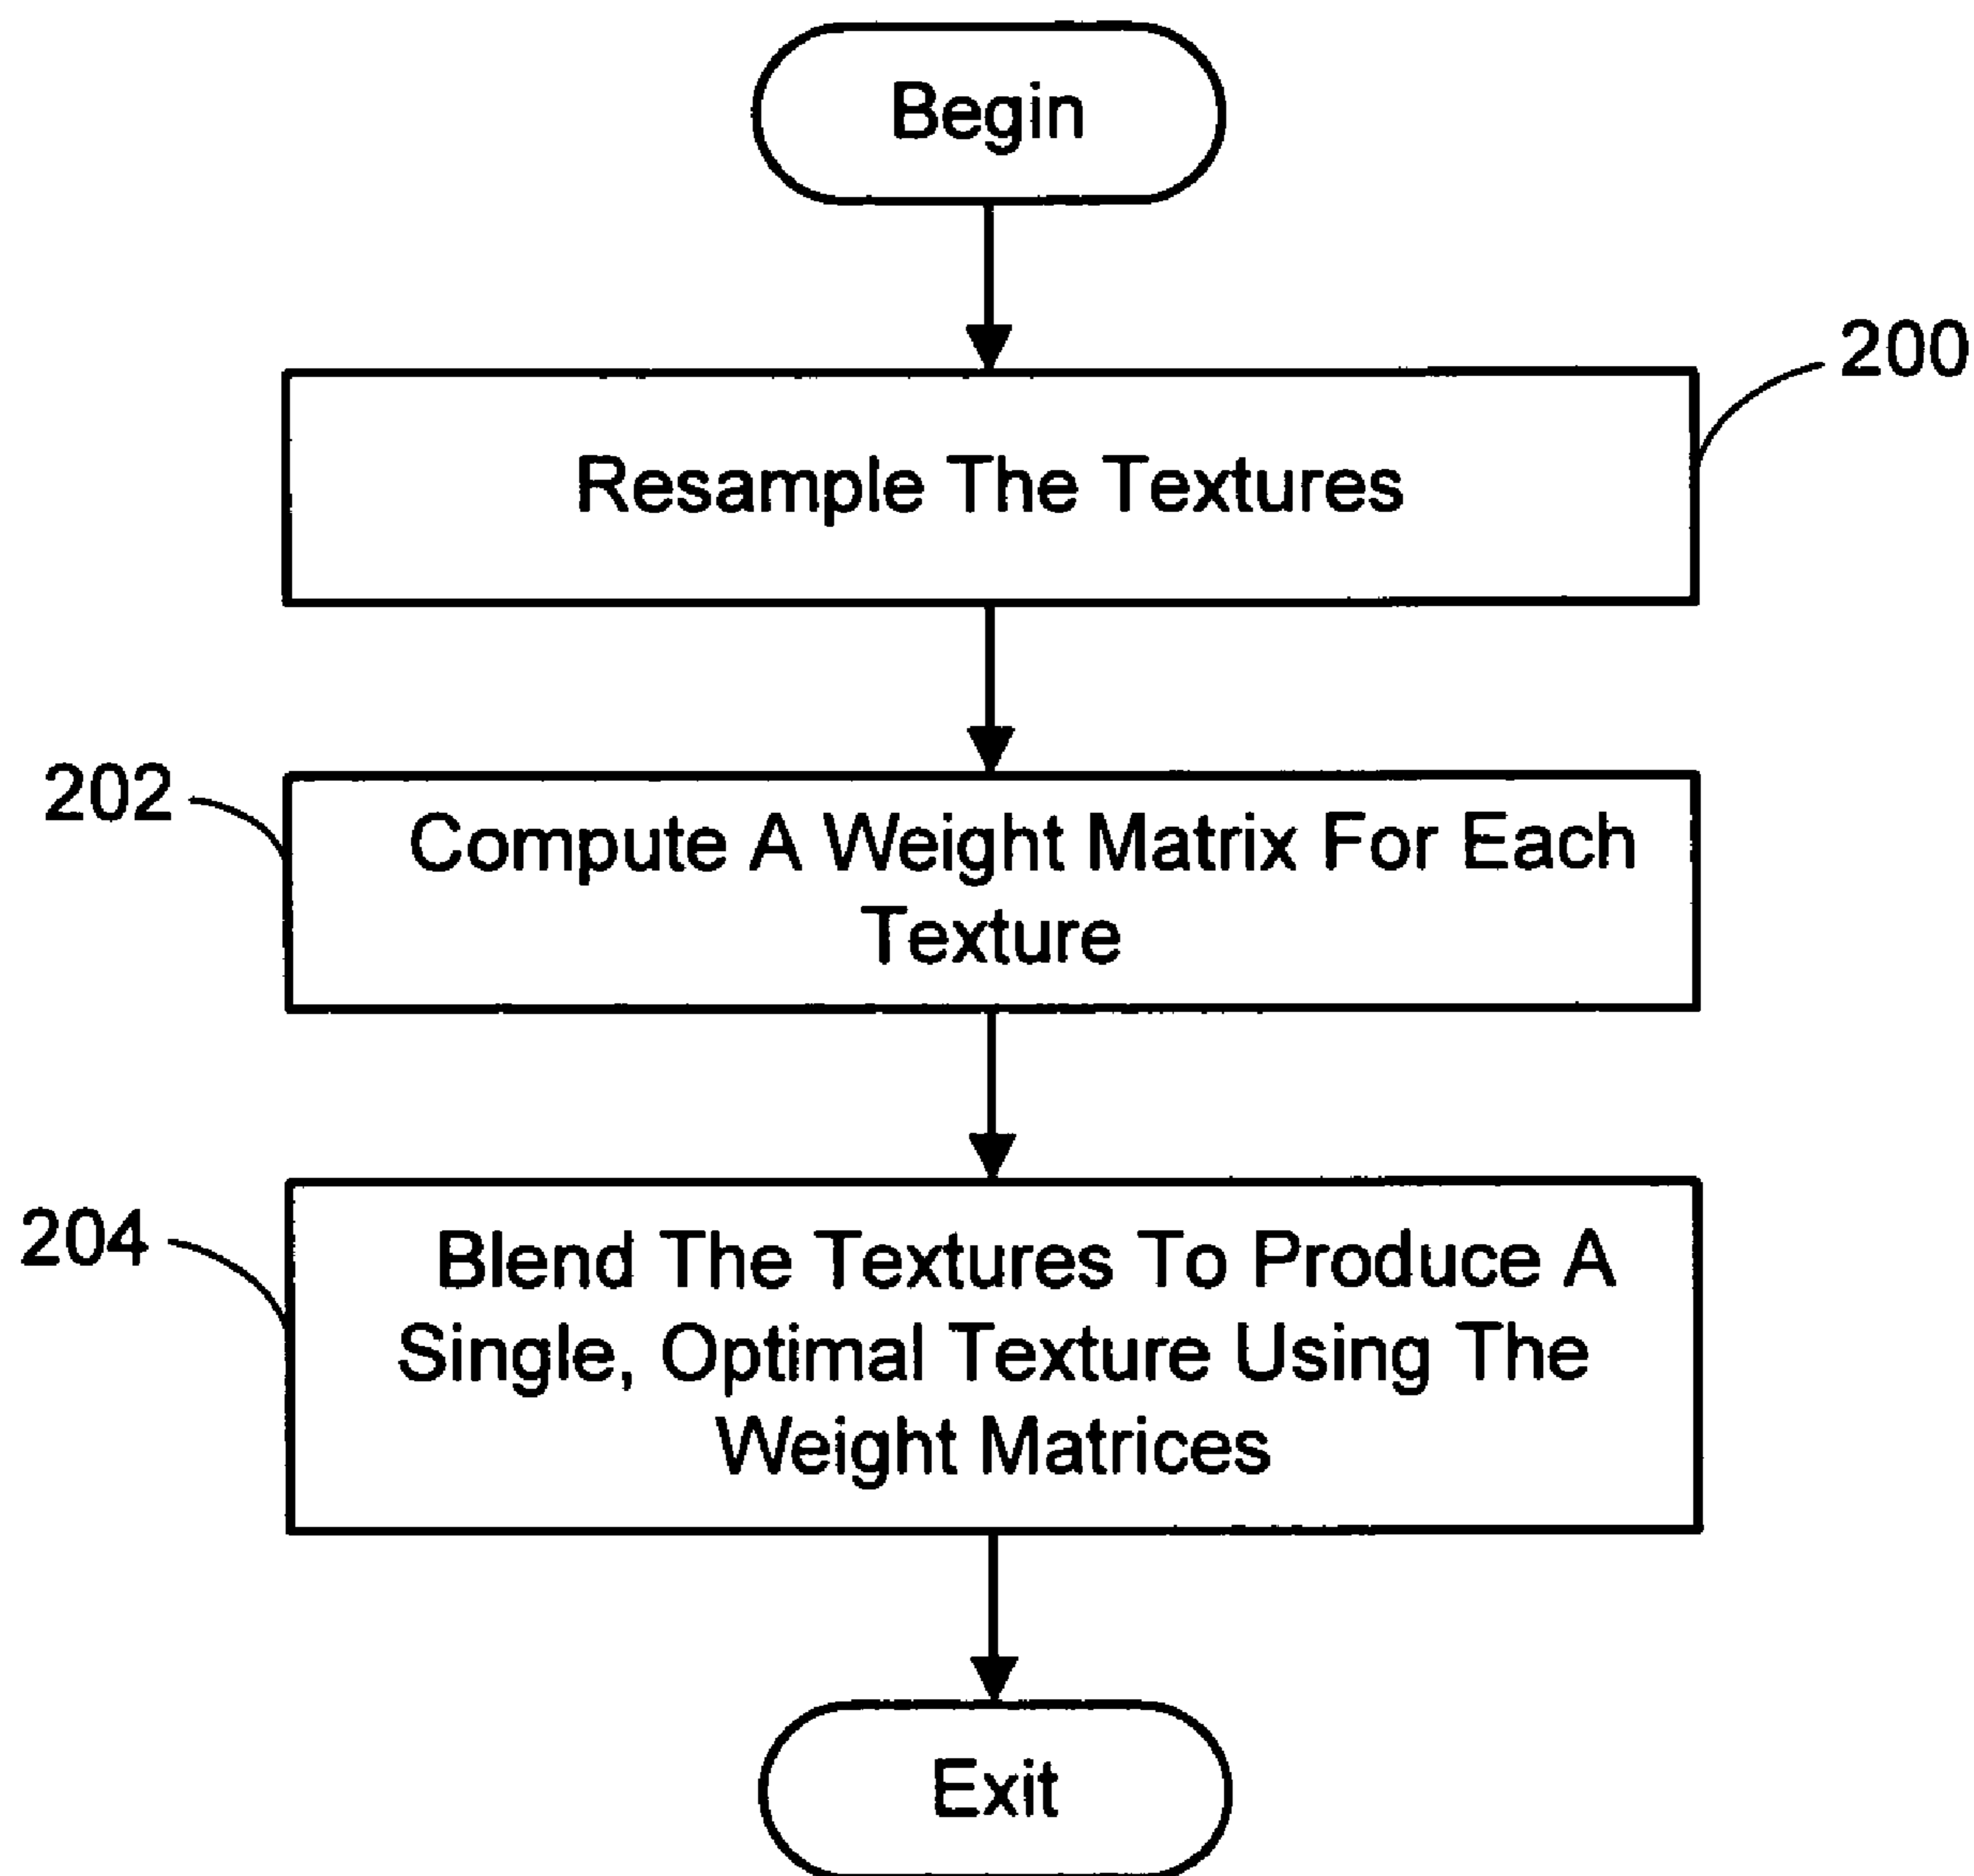 Begin
200
Resample The Textures
202
Compute A Weight Matrix For Each
Texture
204
Blend The Textures To Produce A
Single, Optimal Texture Using The
Weight Matrices
Exit